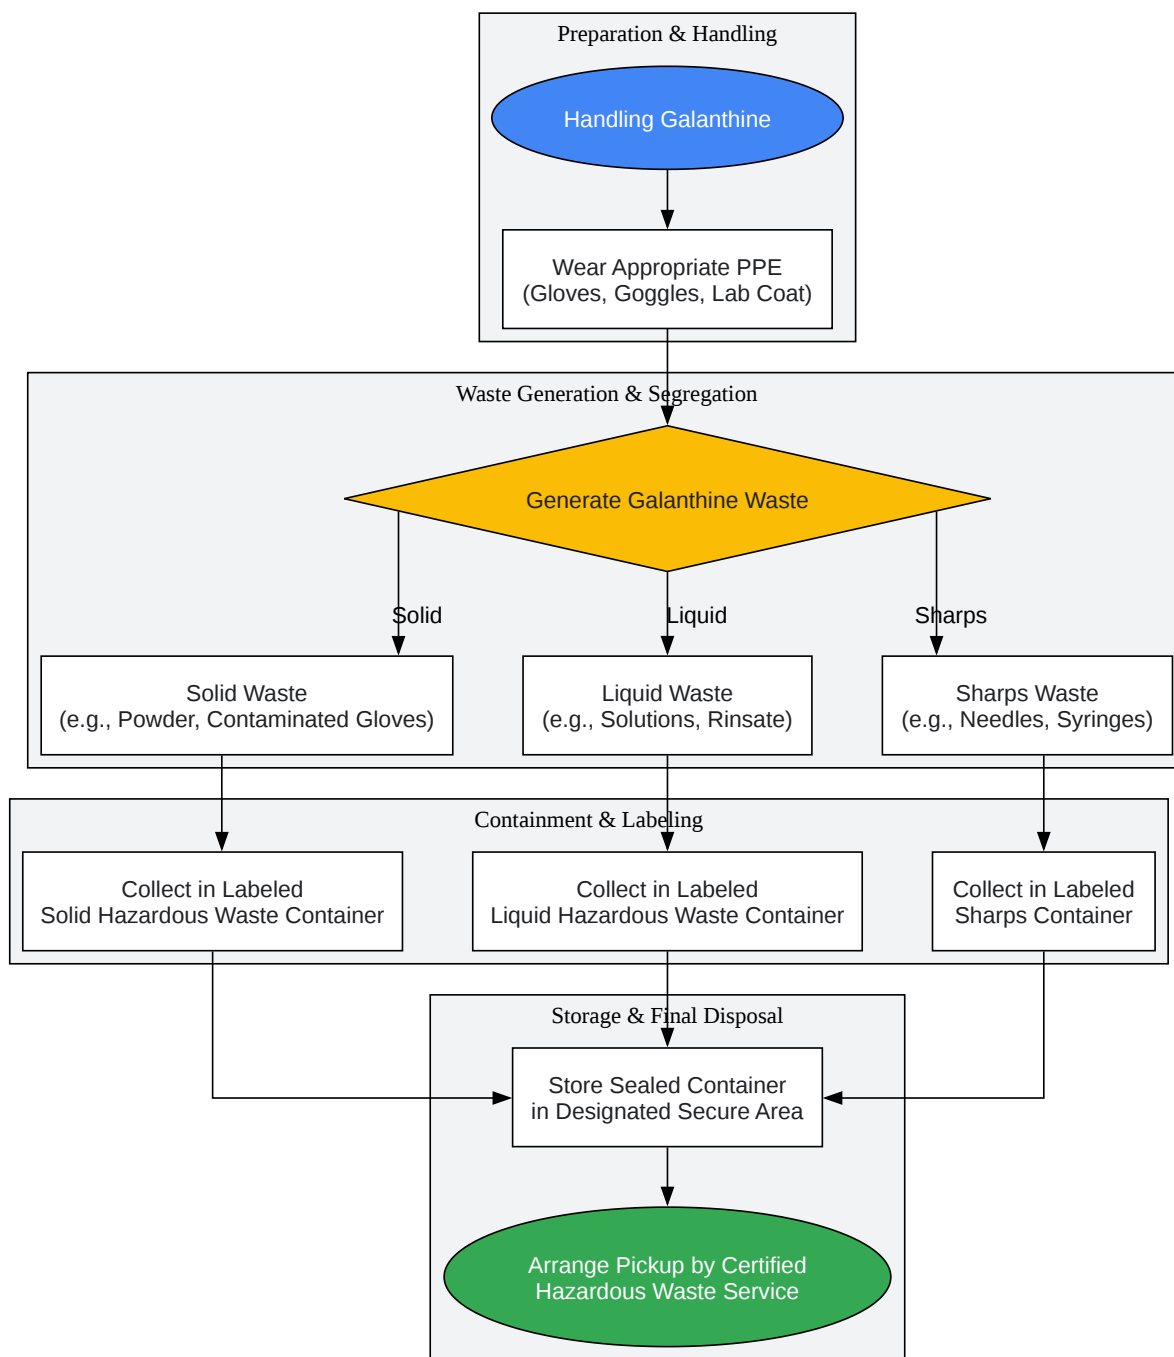 Preparation & Handling
Handling Galanthine
Wear Appropriate PPE
(Gloves, Goggles, Lab Coat)
Waste Generation & Segregation
Generate Galanthine Waste
Solid
Liquid
Sharps
Solid Waste
(e.g., Powder, Contaminated Gloves)
Liquid Waste
(e.g., Solutions, Rinsate)
Sharps Waste
(e.g., Needles, Syringes)
Containment & Labeling
Collect in Labeled
Solid Hazardous Waste Container
Collect in Labeled
Liquid Hazardous Waste Container
Collect in Labeled
Sharps Container
Storage & Final Disposal
Store Sealed Container
in Designated Secure Area
Arrange Pickup by Certified
Hazardous Waste Service